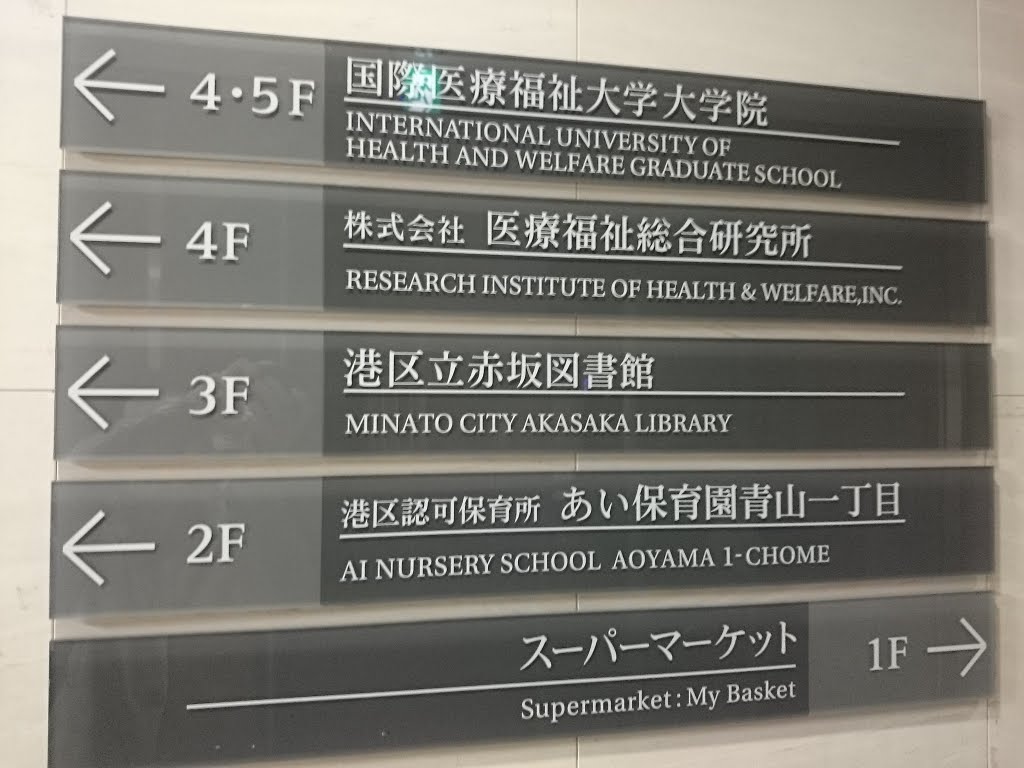 4・5F 国際医療福祉大学大学院
INTERNATIONAL UNIVERSITY OF
HEALTH AND WELFARE GRADUATE SCHOOL
4F 株式会社 医療福祉総合研究所
RESEARCH INSTITUTE OF HEALTH & WELFARE,INC.
3F 港区立赤坂図書館
MINATO CITY AKASAKA LIBRARY
2F 港区認可保育所 あい保育園青山一丁目
AI NURSERY SCHOOL AOYAMA 1-CHOME
スーパーマーケット 1F
Supermarket:My Basket